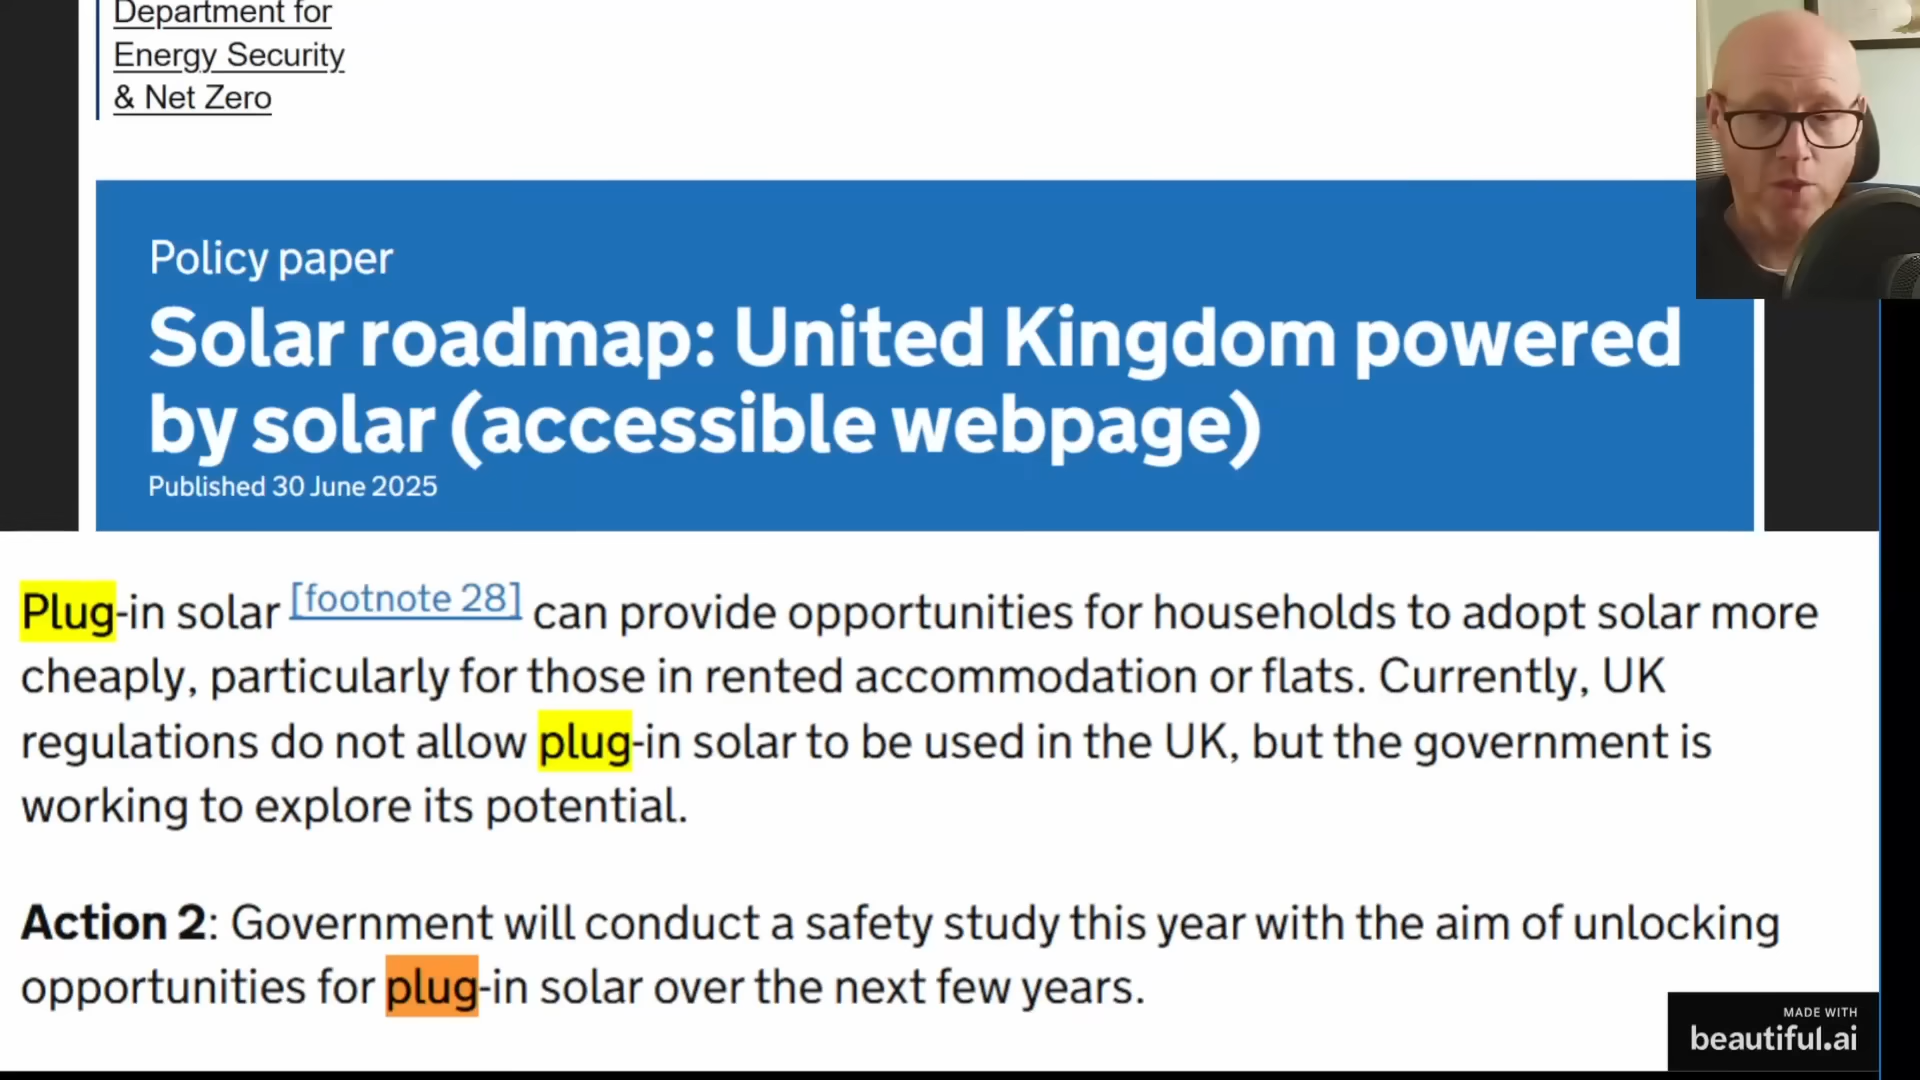 Department for
Energy Security
& Net Zero
Policy paper
Solar roadmap: United Kingdom powered
by solar (accessible webpage)
Published 30 June 2025
Plug-in solar [footnote 28] can provide opportunities for households to adopt solar more
cheaply, particularly for those in rented accommodation or flats. Currently, UK
regulations do not allow plug-in solar to be used in the UK, but the government is
working to explore its potential.
Action 2: Government will conduct a safety study this year with the aim of unlocking
opportunities for plug-in solar over the next few years.
MADE WITH
beautiful.ai